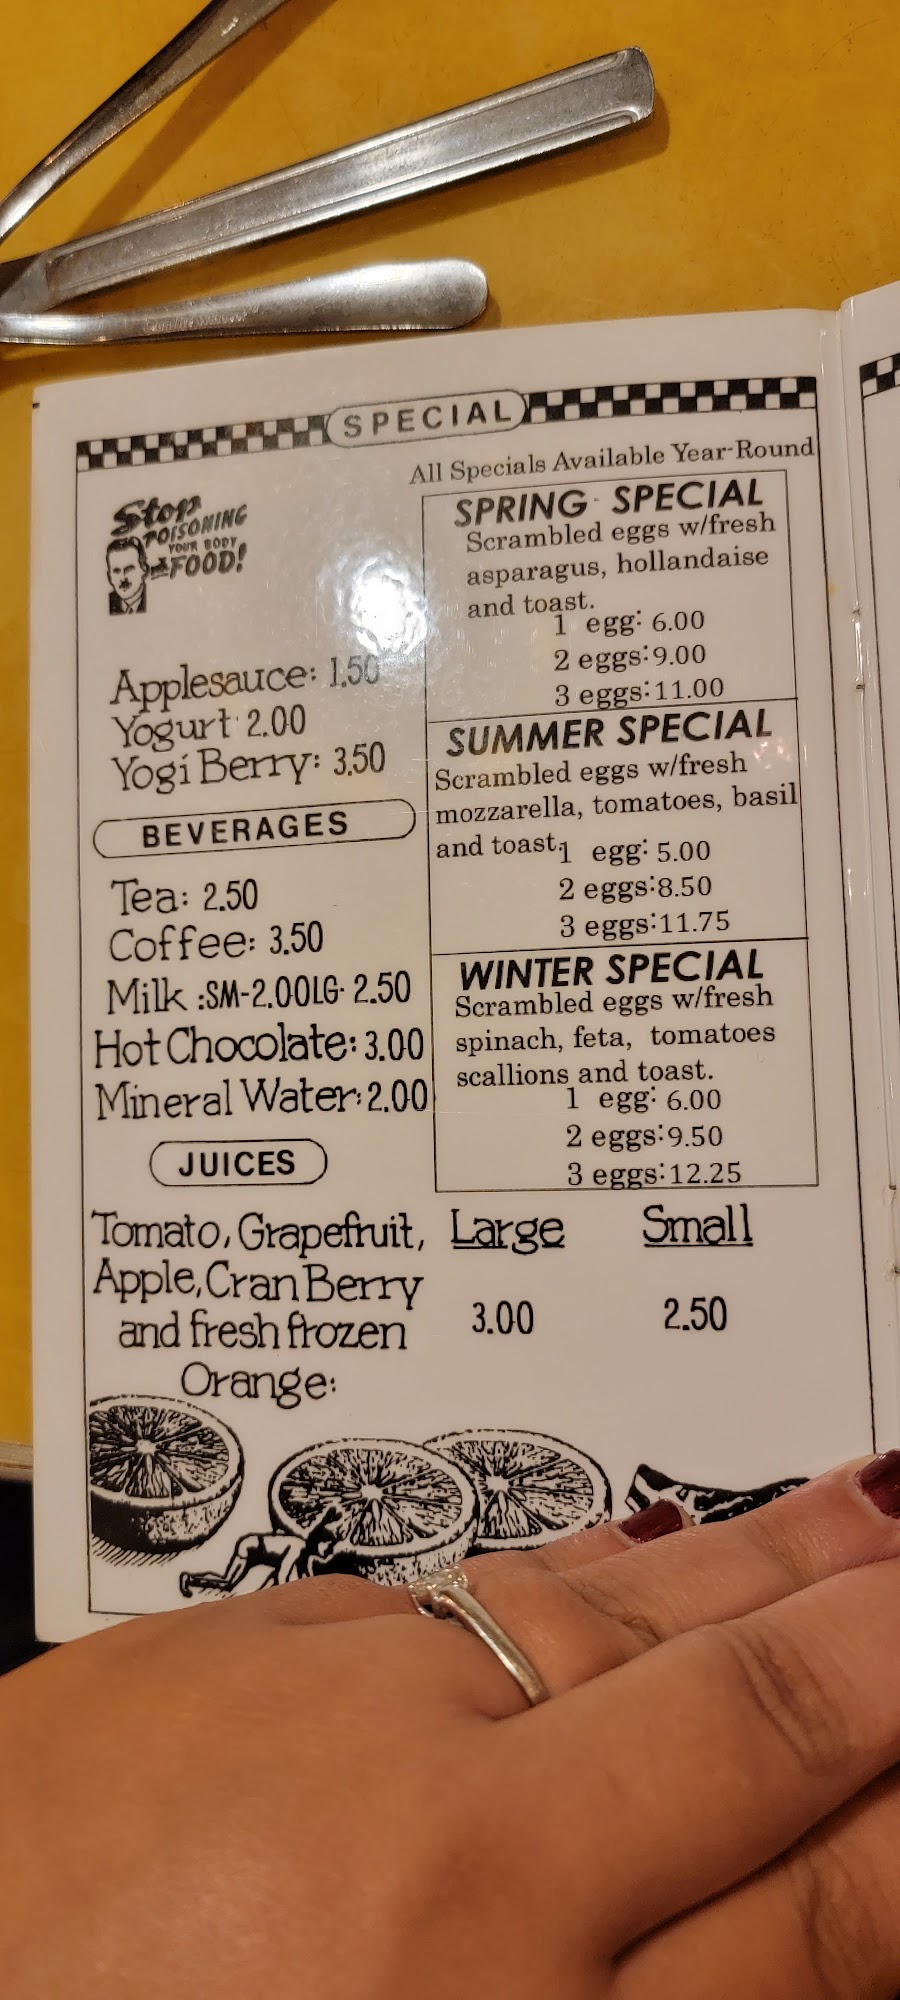 SPECIAL
All Specials Available Year-Round
Stop
POISONING
YOUR BODY
FOOD!
Applesauce: 1.50
Yogurt 2.00
Yogi Berry: 3.50
BEVERAGES
Tea: 2.50
Coffee: 3.50
Milk :SM-2.00LG- 2.50
Hot Chocolate: 3.00
Mineral Water: 2.00
SPRING SPECIAL
Scrambled eggs w/fresh
asparagus, hollandaise
and toast.
1 egg: 6.00
2 eggs: 9.00
3 eggs: 11.00
SUMMER SPECIAL
Scrambled eggs w/fresh
mozzarella, tomatoes, basil
and toast.
1 egg: 5.00
2 eggs: 8.50
3 eggs: 11.75
WINTER SPECIAL
Scrambled eggs w/fresh
spinach, feta, tomatoes
scallions and toast.
1 egg: 6.00
2 eggs: 9.50
3 eggs: 12.25
JUICES
Large Small
Tomato, Grapefruit,
Apple, Cran Berry
and fresh frozen
Orange:
3.00 2.50